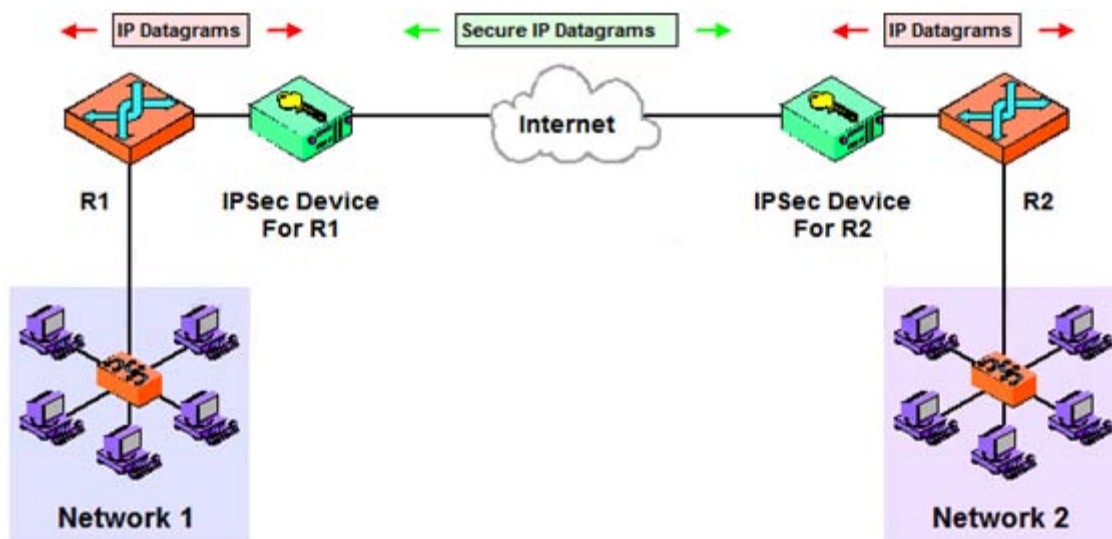 IP Datagrams
Secure IP Datagrams
IP Datagrams
Internet
R1
IPSec Device
For R1
IPSec Device
For R2
R2
Network 1
Network 2